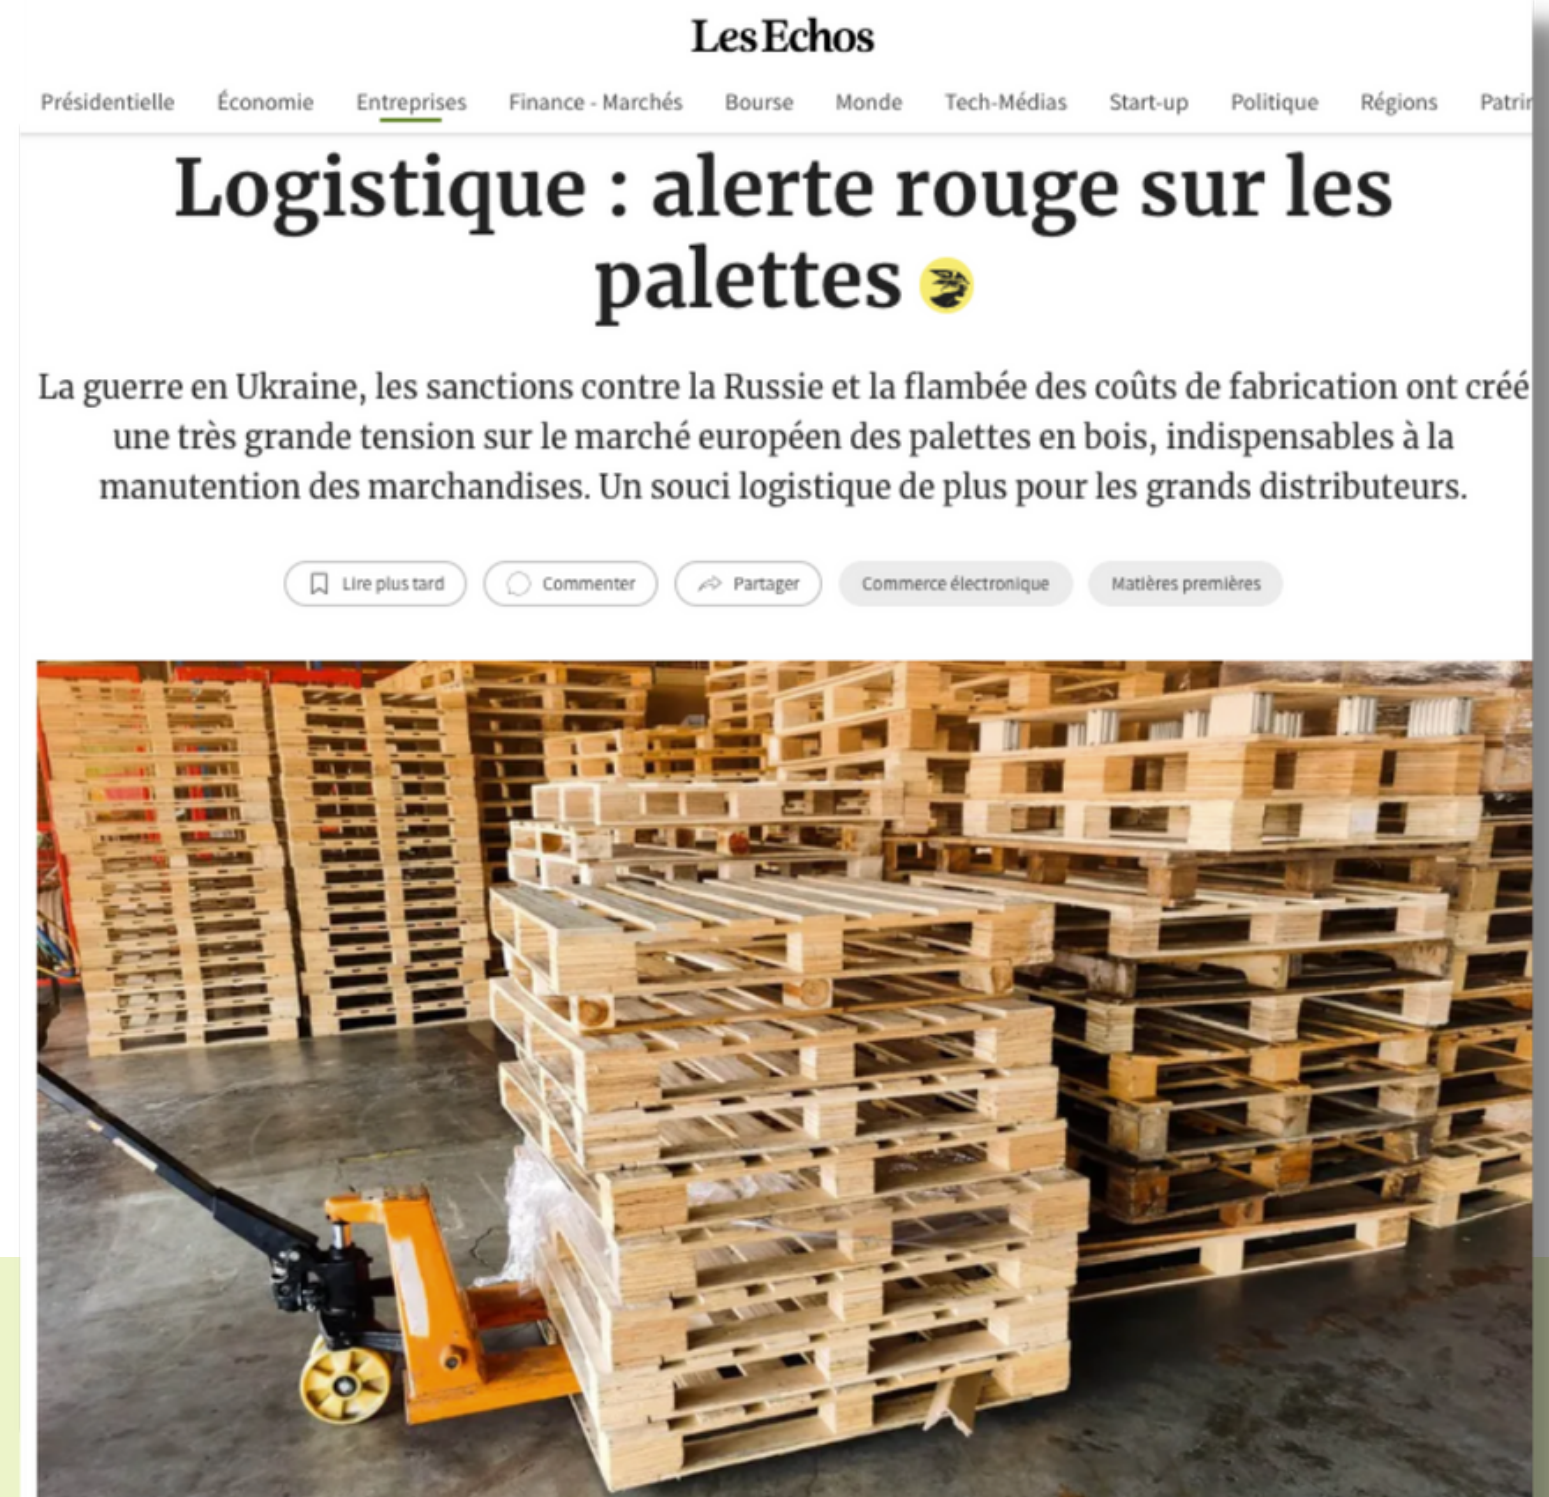 Les Echos
Présidentielle Économie Entreprises Finance - Marchés Bourse Monde Tech-Médias Start-up Politique Régions Patrir
Logistique : alerte rouge sur les
palettes
La guerre en Ukraine, les sanctions contre la Russie et la flambée des coûts de fabrication ont créé
une très grande tension sur le marché européen des palettes en bois, indispensables à la
manutention des marchandises. Un souci logistique de plus pour les grands distributeurs.
Lire plus tard Commenter Partager Commerce électronique Matières premières